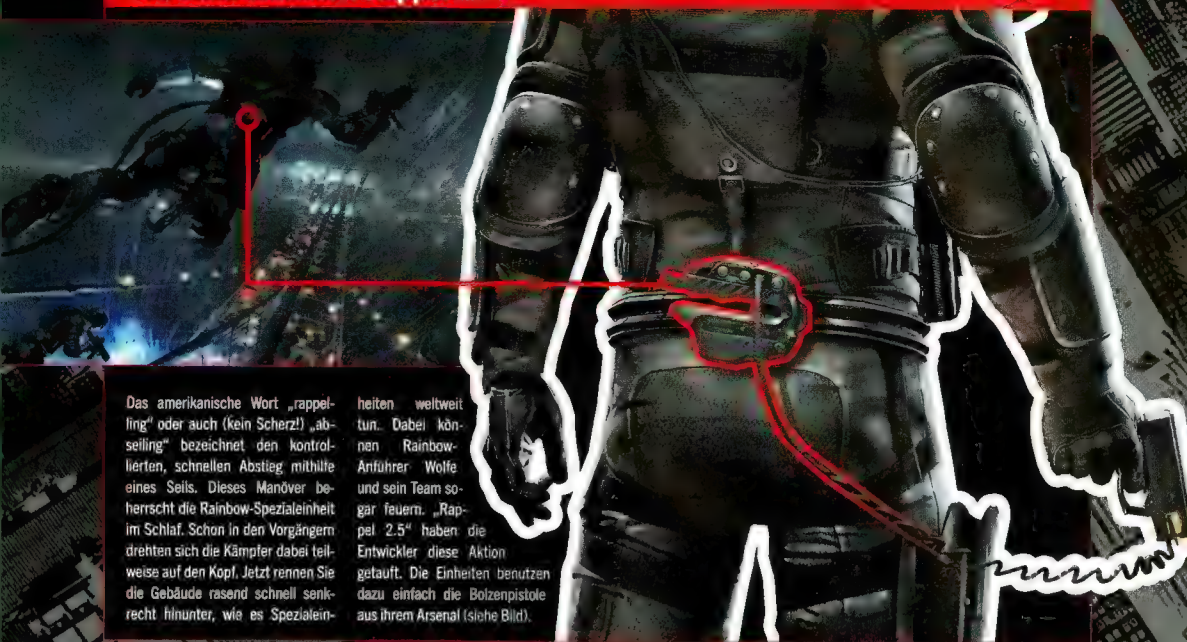 Das amerikanische Wort „rappel-
ling“ oder auch (kein Scherz!) „ab-
seiling“ bezeichnet den kontrol-
lierten, schnellen Abstieg mithilfe
eines Seils. Dieses Manöver be-
herrscht die Rainbow-Spezialeinheit
im Schlaf. Schon in den Vorgängern
drehten sich die Kämpfer dabei teil-
weise auf den Kopf. Jetzt rennen Sie
die Gebäude rasend schnell senk-
recht hinunter, wie es Spezialein-
heiten weltweit
tun. Dabei kön-
nen Rainbow-
Anführer Wolfe
und sein Team so-
gar feuern. „Rap-
pel 2.5“ haben die
Entwickler diese Aktion
getauft. Die Einheiten benutzen
dazu einfach die Bolzenpistole
aus ihrem Arsenal (siehe Bild).